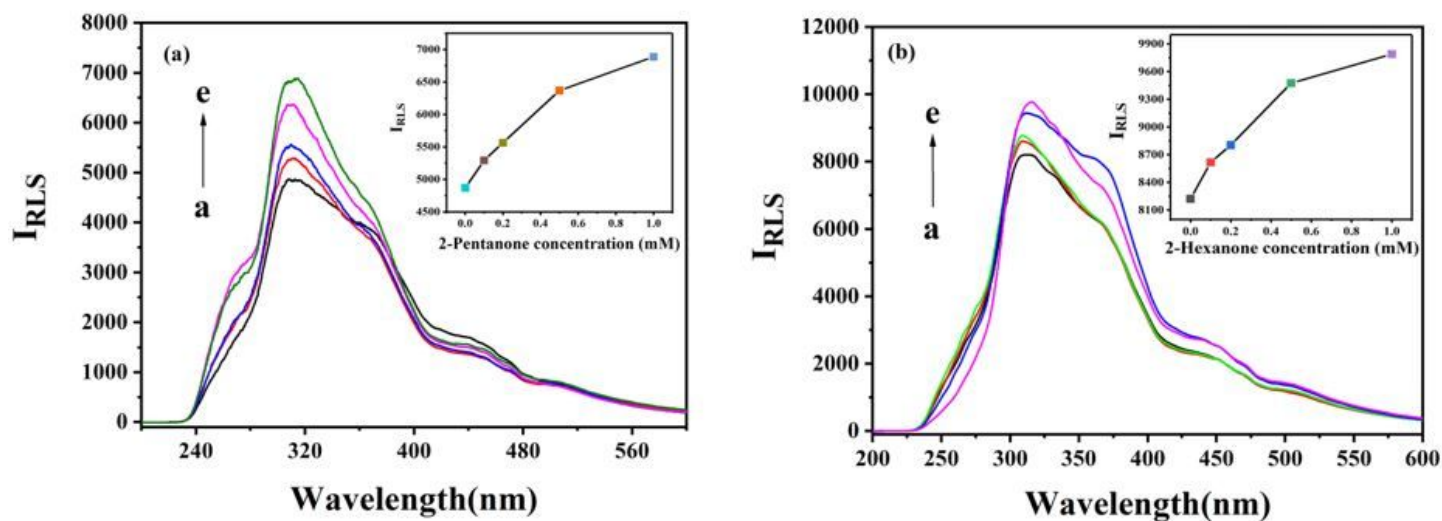 (a)
e
a
I_RLS
8000
7000
6000
5000
4000
3000
2000
1000
0
240 320 400 480 560
Wavelength(nm)
I_RLS
7000
6500
6000
5500
5000
4500
0.0 0.2 0.4 0.6 0.8 1.0
2-Pentanone concentration (mM)
(b)
e
a
I_RLS
12000
10000
8000
6000
4000
2000
0
200 250 300 350 400 450 500 550 600
Wavelength(nm)
I_RLS
9900
9600
9300
9000
8700
8400
8100
0.0 0.2 0.4 0.6 0.8 1.0
2-Hexanone concentration (mM)